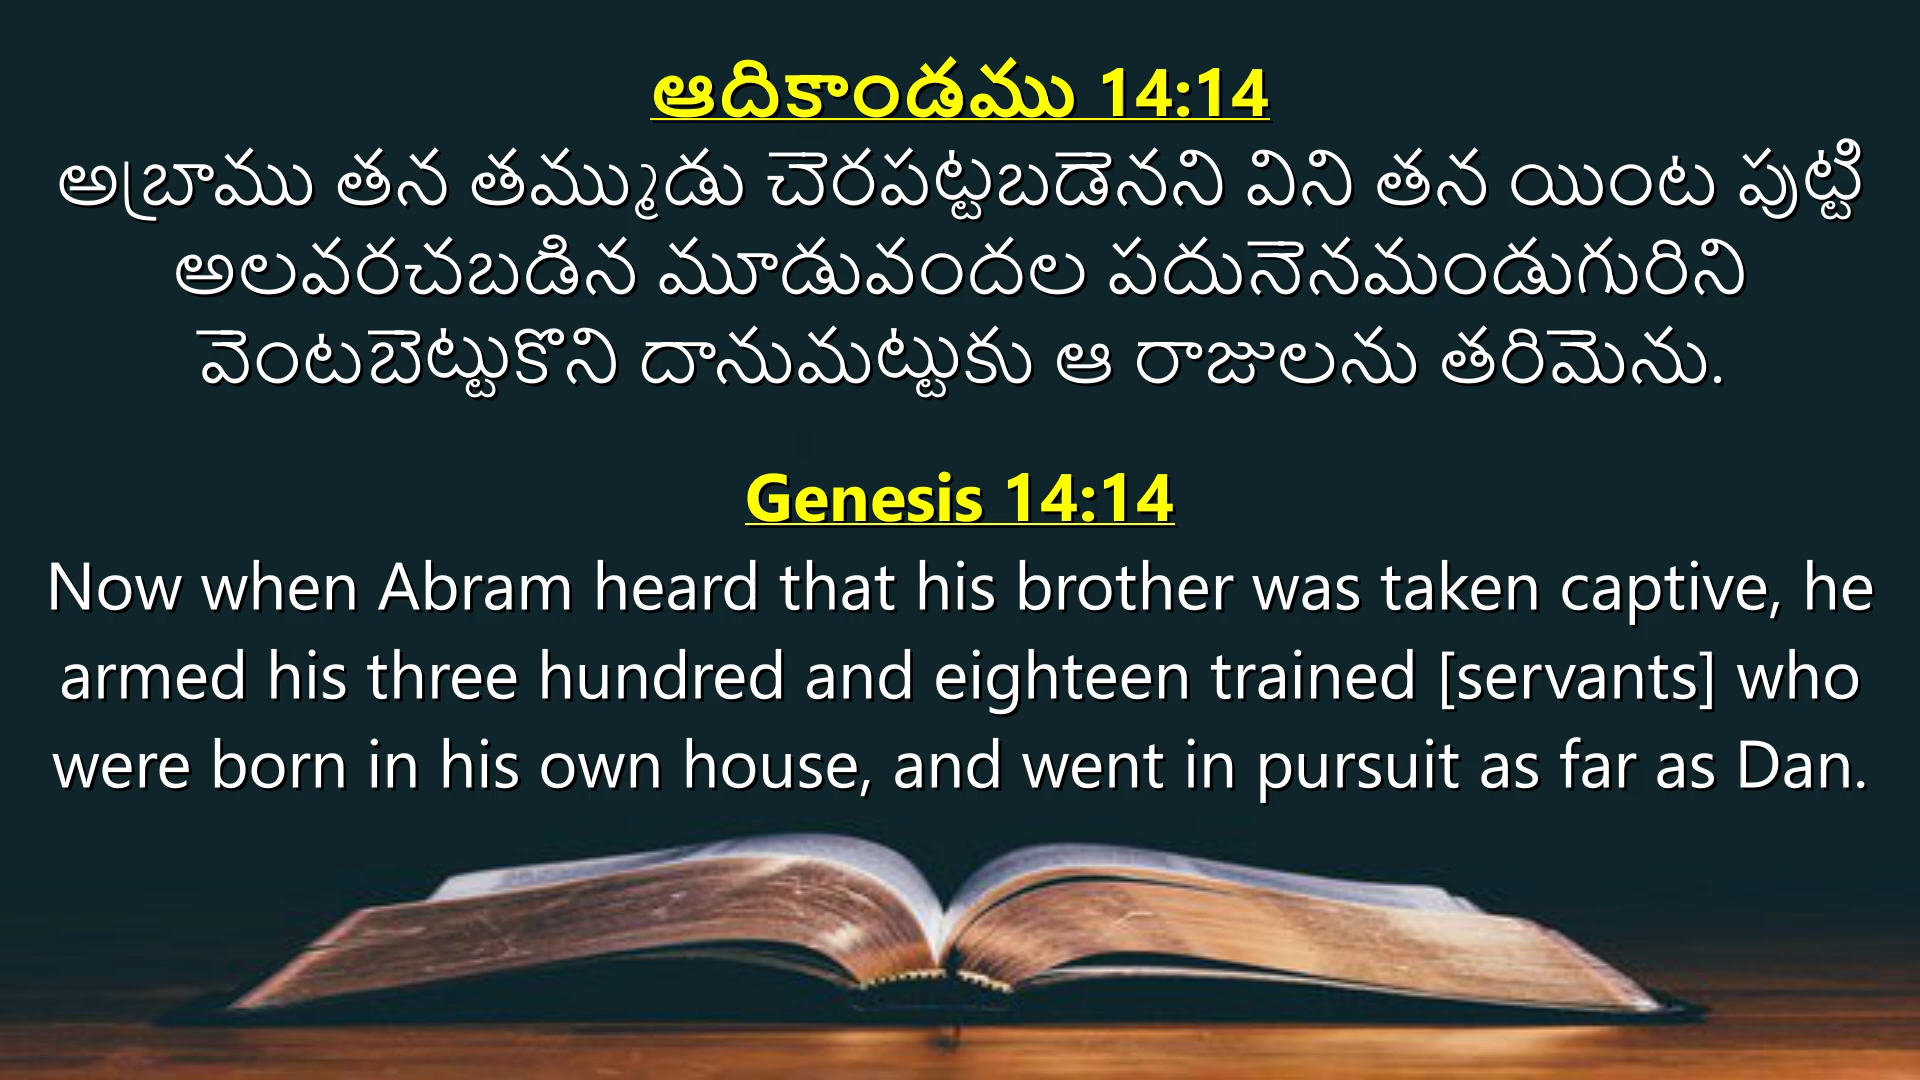 ఆదికాండము 14:14
అబ్రాము తన తమ్ముడు చెరపట్టబడెనని విని తన యింట పుట్టి
అలవరచబడిన మూడువందల పదునెనమండుగురిని
వెంటబెట్టుకొని దానుమట్టుకు ఆ రాజులను తరిమెను.
Genesis 14:14
Now when Abram heard that his brother was taken captive, he
armed his three hundred and eighteen trained [servants] who
were born in his own house, and went in pursuit as far as Dan.